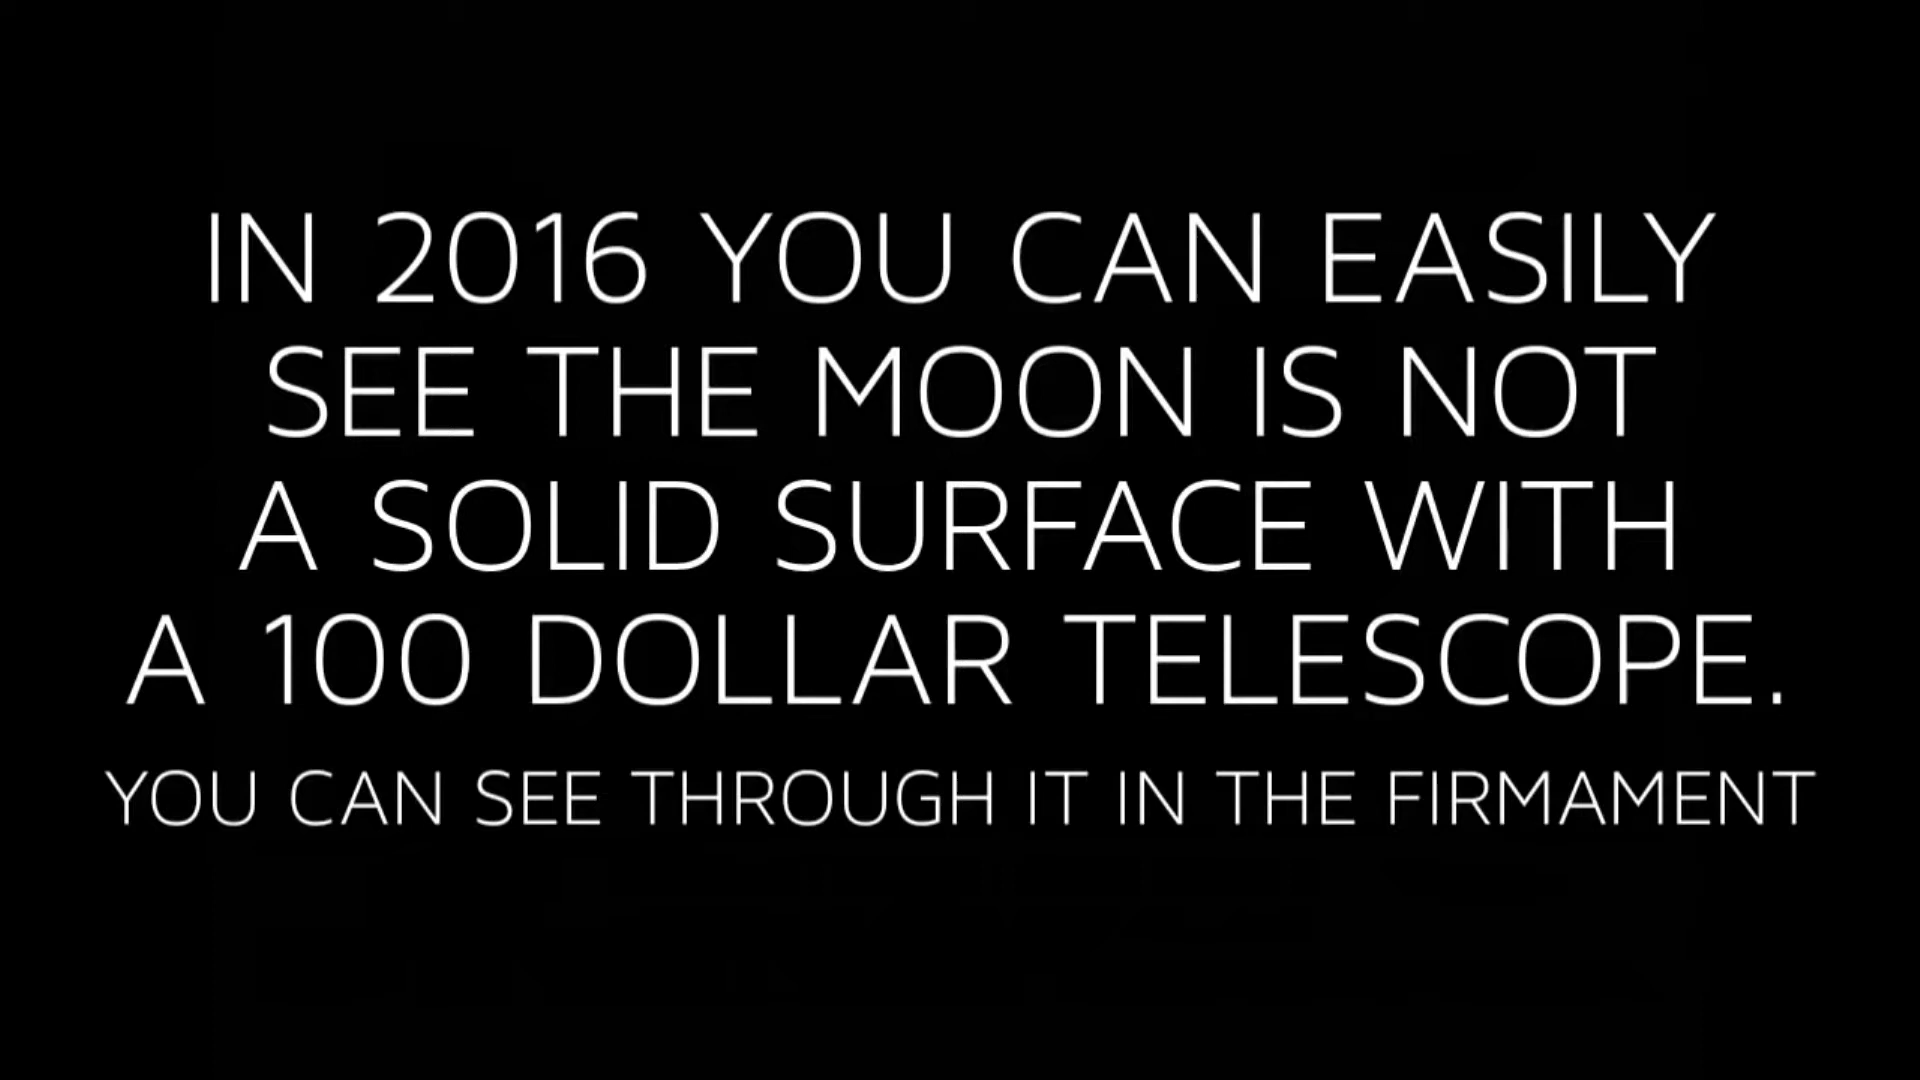 IN 2016 YOU CAN EASILY
SEE THE MOON IS NOT
A SOLID SURFACE WITH
A 100 DOLLAR TELESCOPE.
YOU CAN SEE THROUGH IT IN THE FIRMAMENT